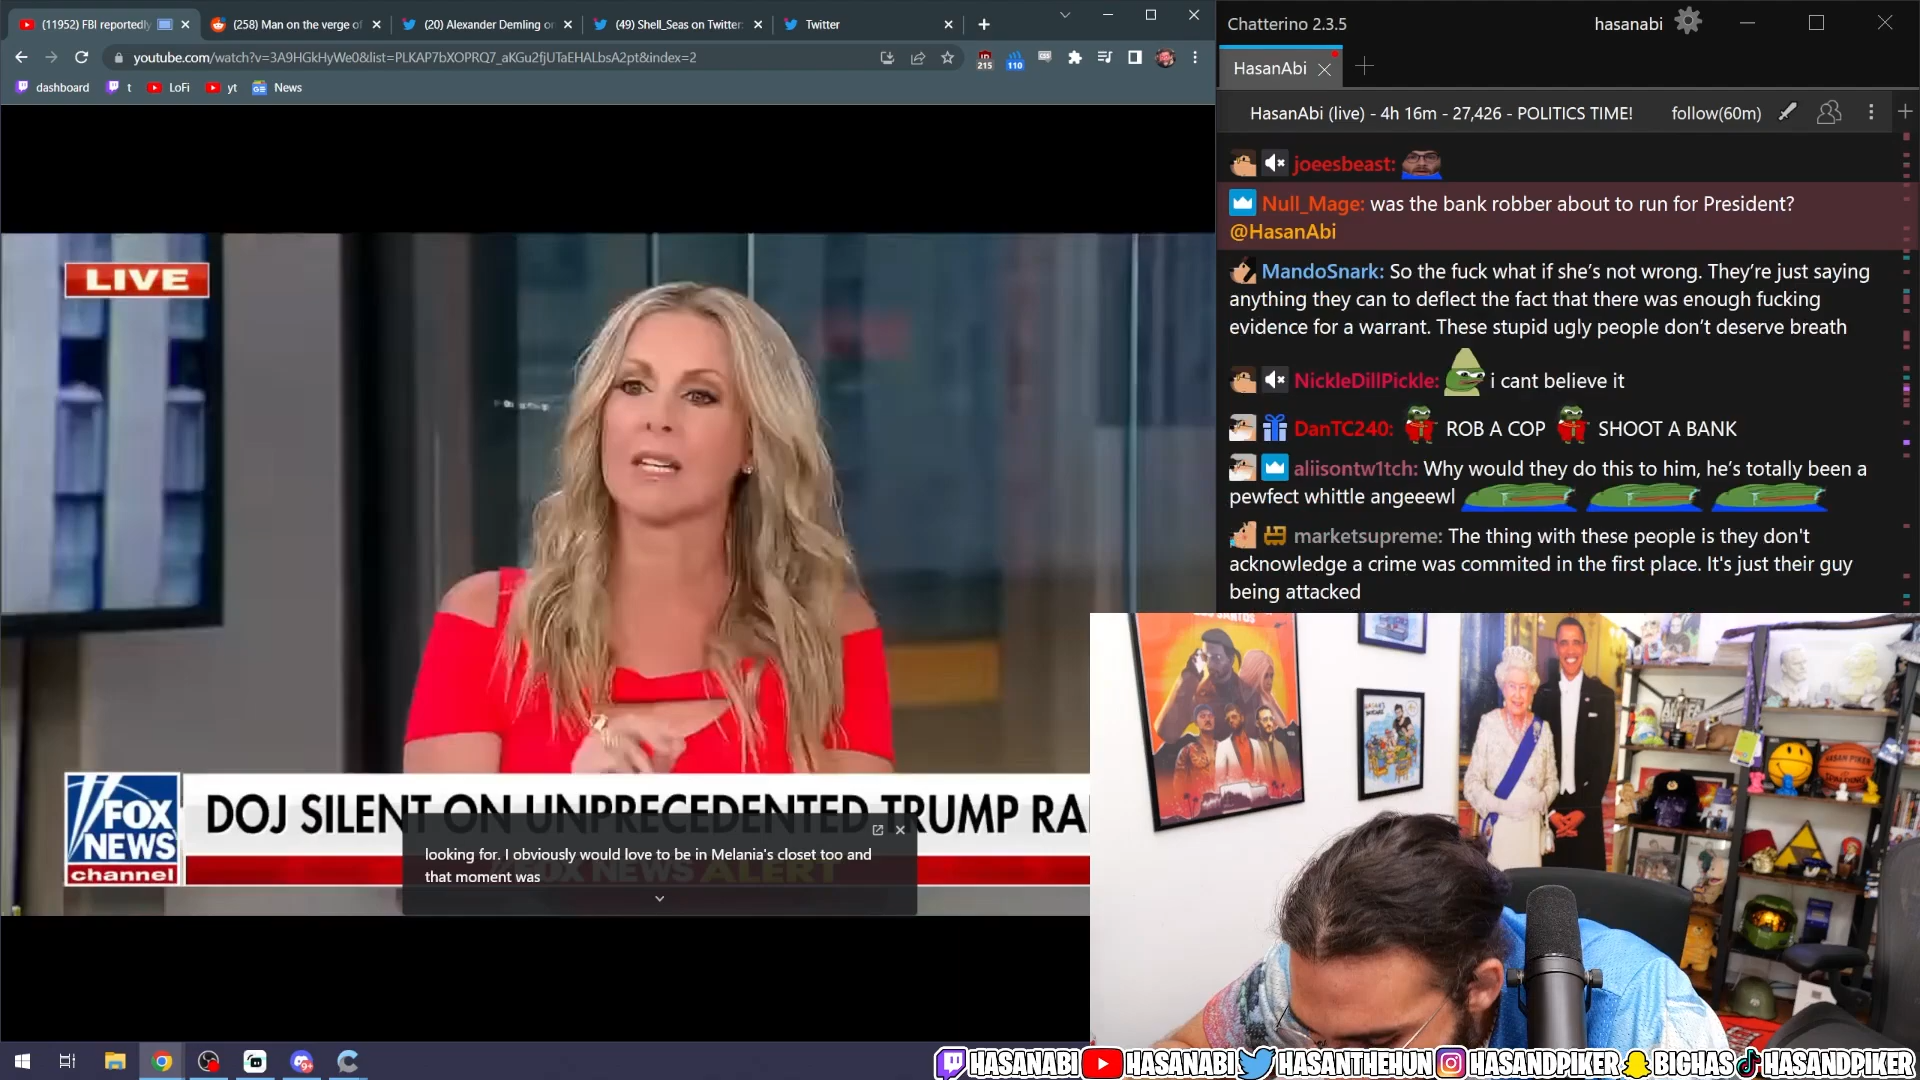 (11952) FBI reportedly
(258) Man on the verge of
(20) Alexander Demling on
(49) Shell_Seas on Twitter:
Twitter
youtube.com/watch?v=3A9HGkHyWe0&list=PLKAP7bXOPRQ7_aKGu2fjUTaEHALbsA2pt&index=2
215
110
dashboard
t
LoFi
yt
News
LIVE
FOX
NEWS
channel
DOJ SILENT ON UNPRECEDENTED TRUMP RA
FOX NEWS ALERT
looking for. I obviously would love to be in Melania's closet too and
that moment was
Chatterino 2.3.5
hasanabi
HasanAbi
HasanAbi (live) - 4h 16m - 27,426 - POLITICS TIME!
follow(60m)
joeesbeast:
Null_Mage: was the bank robber about to run for President?
@HasanAbi
MandoSnark: So the fuck what if she’s not wrong. They’re just saying
anything they can to deflect the fact that there was enough fucking
evidence for a warrant. These stupid ugly people don’t deserve breath
NickleDillPickle: i cant believe it
DanTC240: ROB A COP SHOOT A BANK
aliisontw1tch: Why would they do this to him, he’s totally been a
pewfect whittle angeeewl
marketsupreme: The thing with these people is they don't
acknowledge a crime was commited in the first place. It's just their guy
being attacked
HASANABI HASANABI HASANTHEHUN HASANDPIKER BIGHAS HASANDPIKER